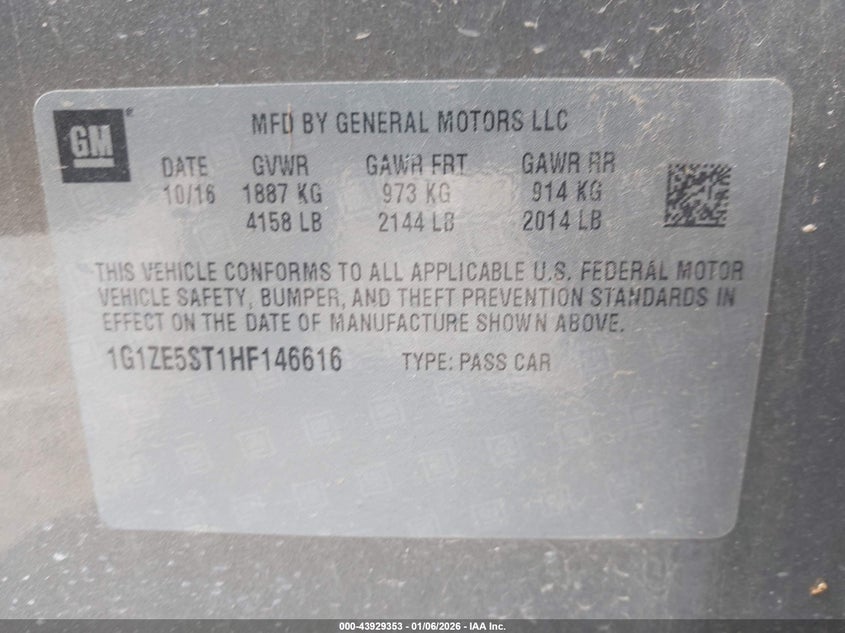 GM®
MFD BY GENERAL MOTORS LLC
DATE GVWR GAWR FRT GAWR RR
10/16 1887 KG 973 KG 914 KG
4158 LB 2144 LB 2014 LB
THIS VEHICLE CONFORMS TO ALL APPLICABLE U.S. FEDERAL MOTOR
VEHICLE SAFETY, BUMPER, AND THEFT PREVENTION STANDARDS IN
EFFECT ON THE DATE OF MANUFACTURE SHOWN ABOVE.
1G1ZE5ST1HF146616 TYPE: PASS CAR
000-43929353 - 01/06/2026 - IAA Inc.